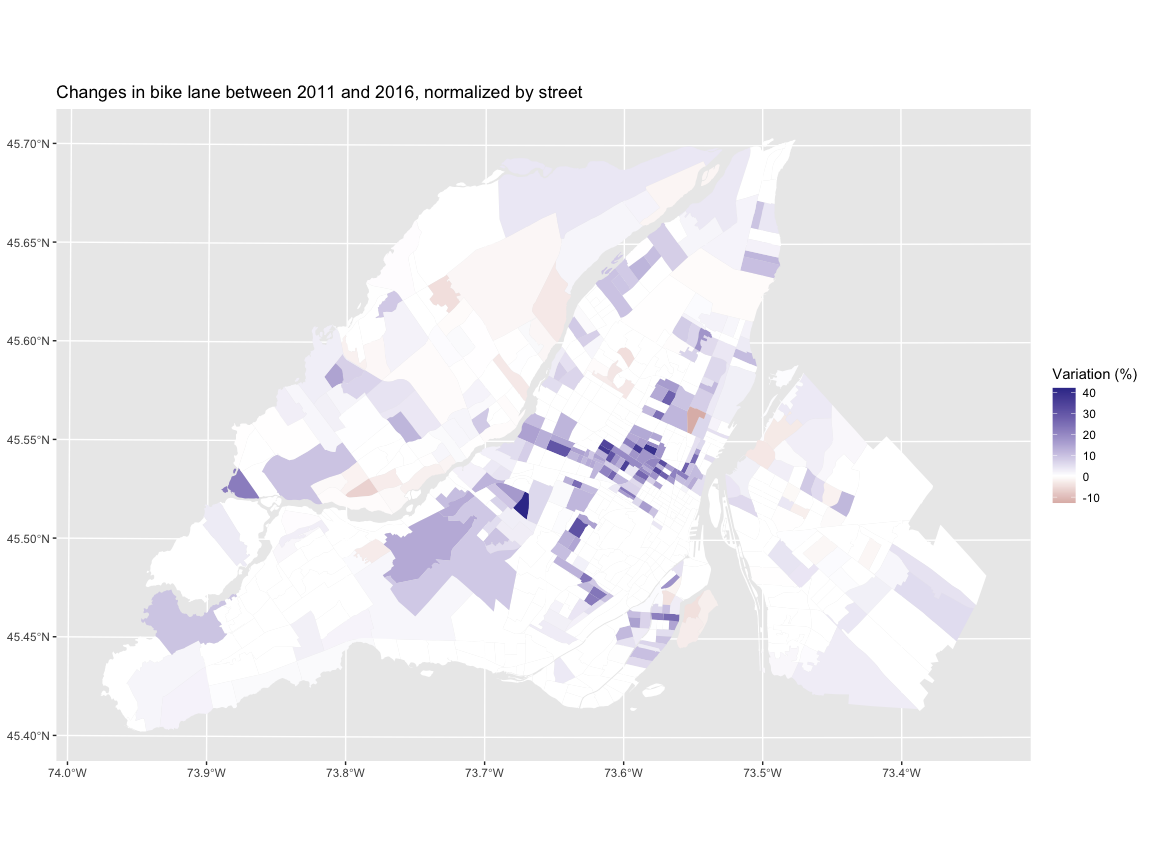 Changes in bike lane between 2011 and 2016, normalized by street
45.70°N
45.65°N
45.60°N
45.55°N
45.50°N
45.45°N
45.40°N
74.0°W
73.9°W
73.8°W
73.7°W
73.6°W
73.5°W
73.4°W
Variation (%)
40
30
20
10
0
-10